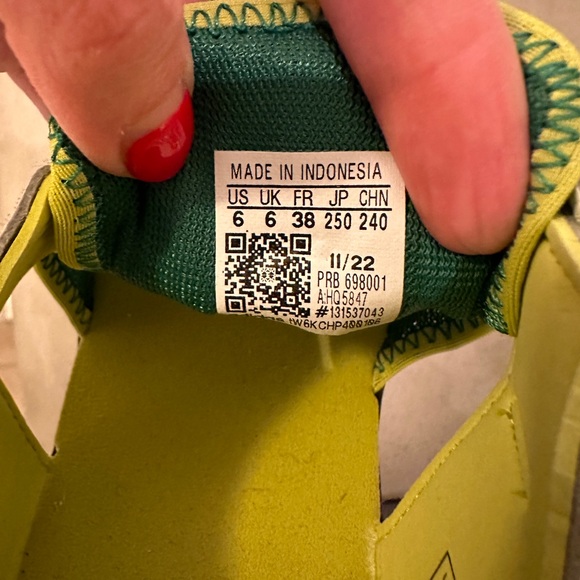 MADE IN INDONESIA
US UK FR JP CHN
6 6 38 250 240
11/22
PRB 698001
A:HQ5847
#131537043